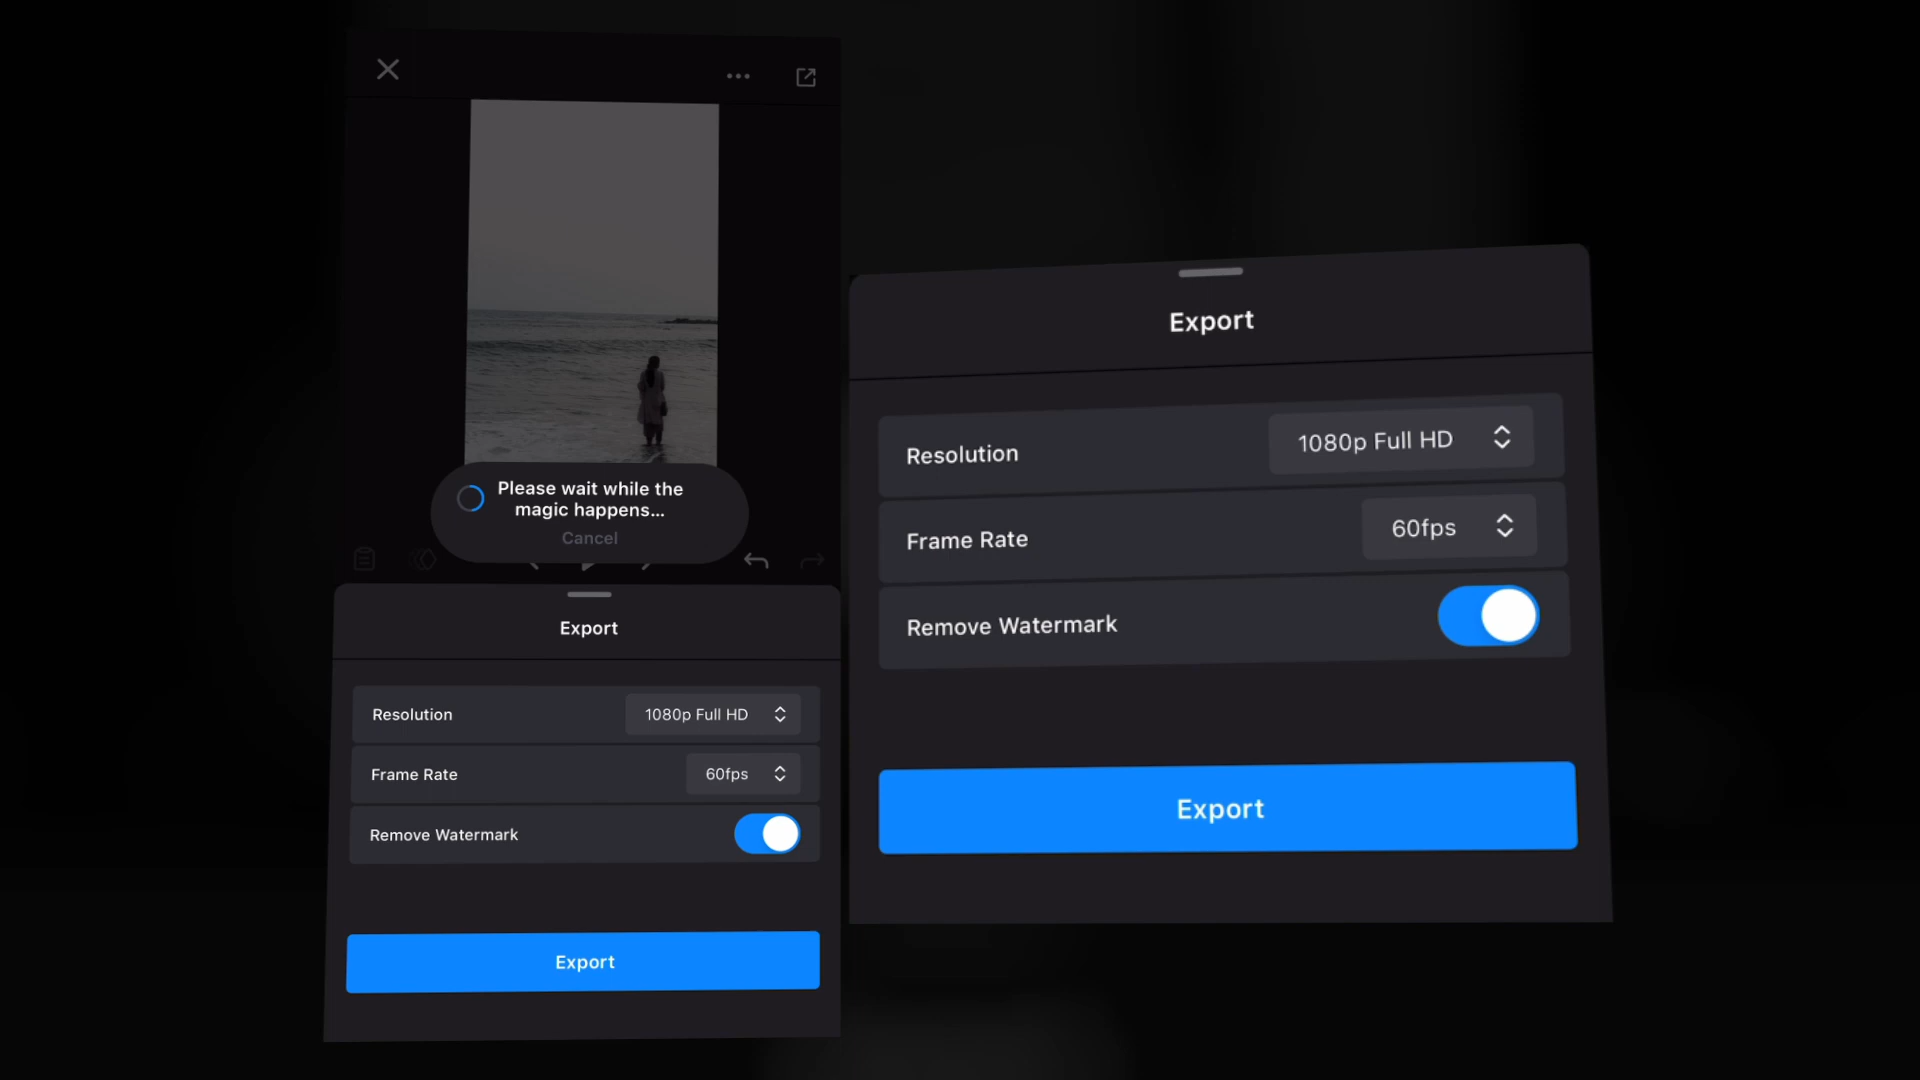 Please wait while the
magic happens...
Cancel
Export
Resolution 1080p Full HD
Frame Rate 60fps
Remove Watermark
Export
Export
Resolution 1080p Full HD
Frame Rate 60fps
Remove Watermark
Export